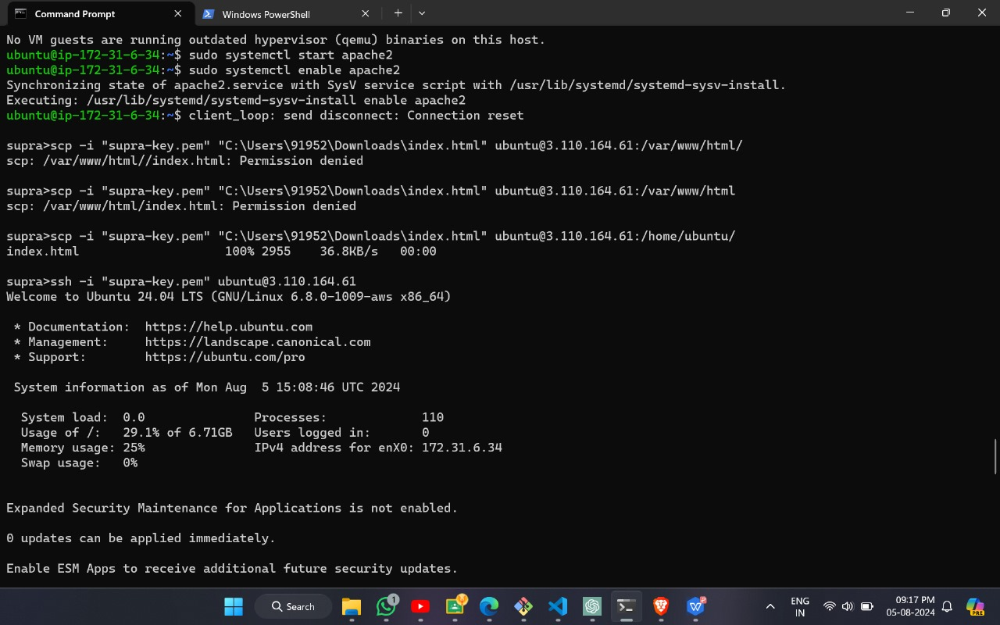 Command Prompt
Windows PowerShell
No VM guests are running outdated hypervisor (qemu) binaries on this host.
ubuntu@ip-172-31-6-34:~$ sudo systemctl start apache2
ubuntu@ip-172-31-6-34:~$ sudo systemctl enable apache2
Synchronizing state of apache2.service with SysV service script with /usr/lib/systemd/systemd-sysv-install.
Executing: /usr/lib/systemd/systemd-sysv-install enable apache2
ubuntu@ip-172-31-6-34:~$ client_loop: send disconnect: Connection reset
supra>scp -i "supra-key.pem" "C:\Users\91952\Downloads\index.html" ubuntu@3.110.164.61:/var/www/html/
scp: /var/www/html//index.html: Permission denied
supra>scp -i "supra-key.pem" "C:\Users\91952\Downloads\index.html" ubuntu@3.110.164.61:/var/www/html
scp: /var/www/html/index.html: Permission denied
supra>scp -i "supra-key.pem" "C:\Users\91952\Downloads\index.html" ubuntu@3.110.164.61:/home/ubuntu/
index.html 100% 2955 36.8KB/s 00:00
supra>ssh -i "supra-key.pem" ubuntu@3.110.164.61
Welcome to Ubuntu 24.04 LTS (GNU/Linux 6.8.0-1009-aws x86_64)
* Documentation: https://help.ubuntu.com
* Management: https://landscape.canonical.com
* Support: https://ubuntu.com/pro
System information as of Mon Aug 5 15:08:46 UTC 2024
System load: 0.0 Processes: 110
Usage of /: 29.1% of 6.71GB Users logged in: 0
Memory usage: 25% IPv4 address for enX0: 172.31.6.34
Swap usage: 0%
Expanded Security Maintenance for Applications is not enabled.
0 updates can be applied immediately.
Enable ESM Apps to receive additional future security updates.
Search
1
2
PRE
ENG
IN
09:17 PM
05-08-2024